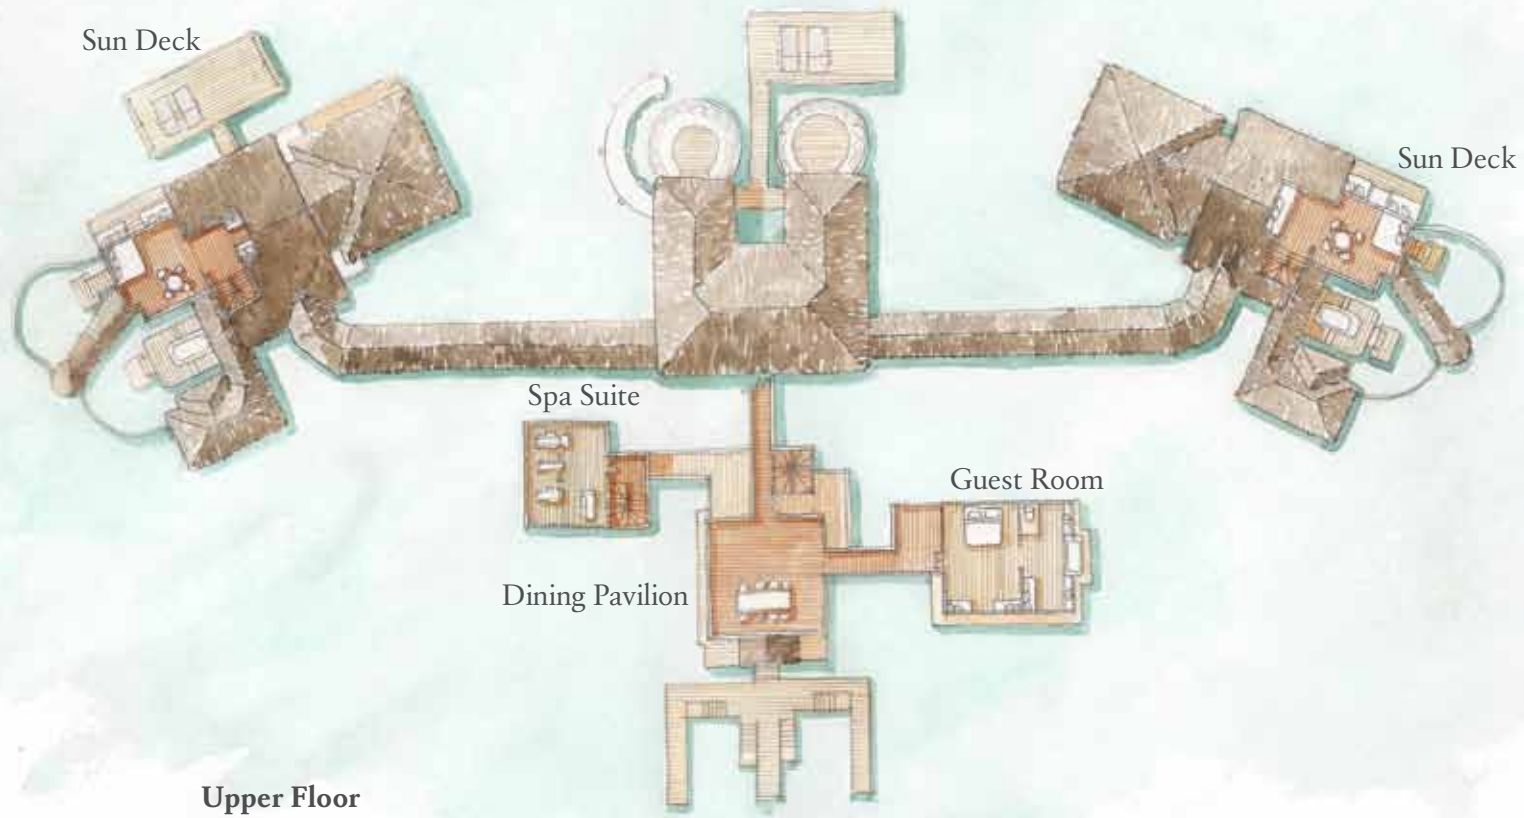 Sun Deck
Sun Deck
Spa Suite
Guest Room
Dining Pavilion
Upper Floor